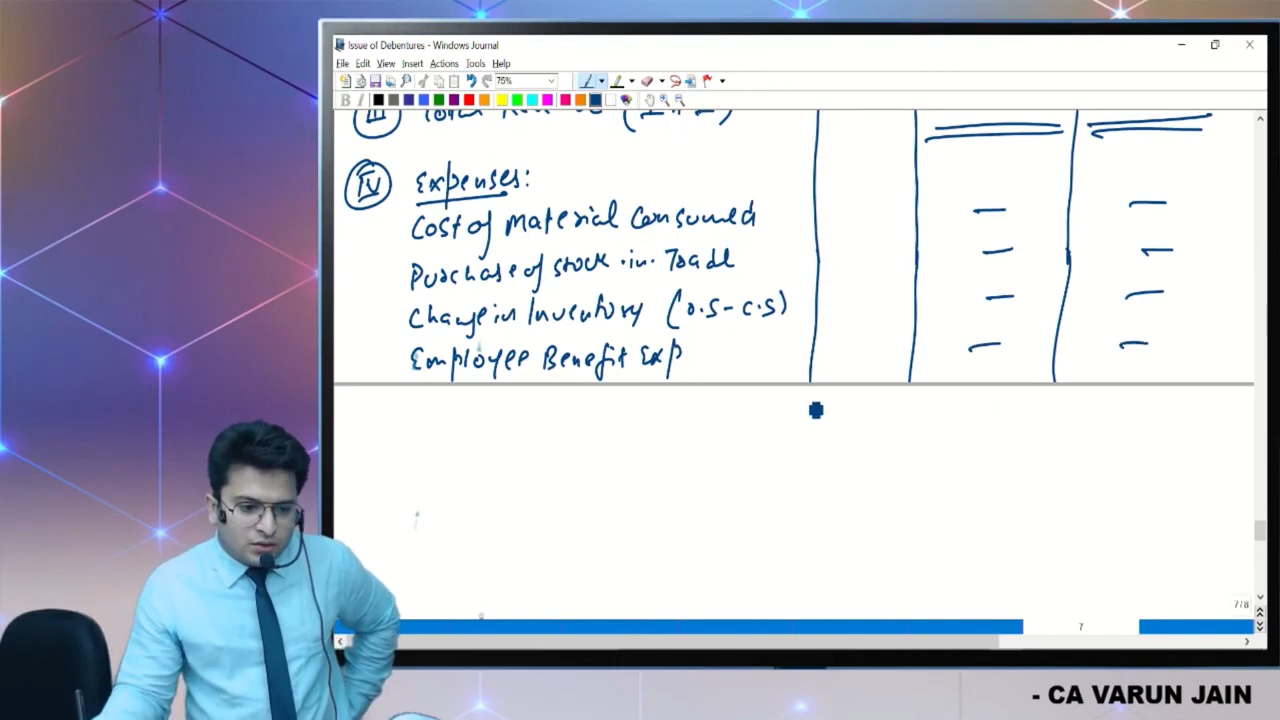 Issue of Debentures - Windows Journal
File Edit View Insert Actions Tools Help
75%
B I
III
IV Expenses:
Cost of Material Consumed
Purchase of stock-in-Trade
Change in Inventory (O.S - C.S)
Employee Benefit Exp
7/8
7
- CA VARUN JAIN